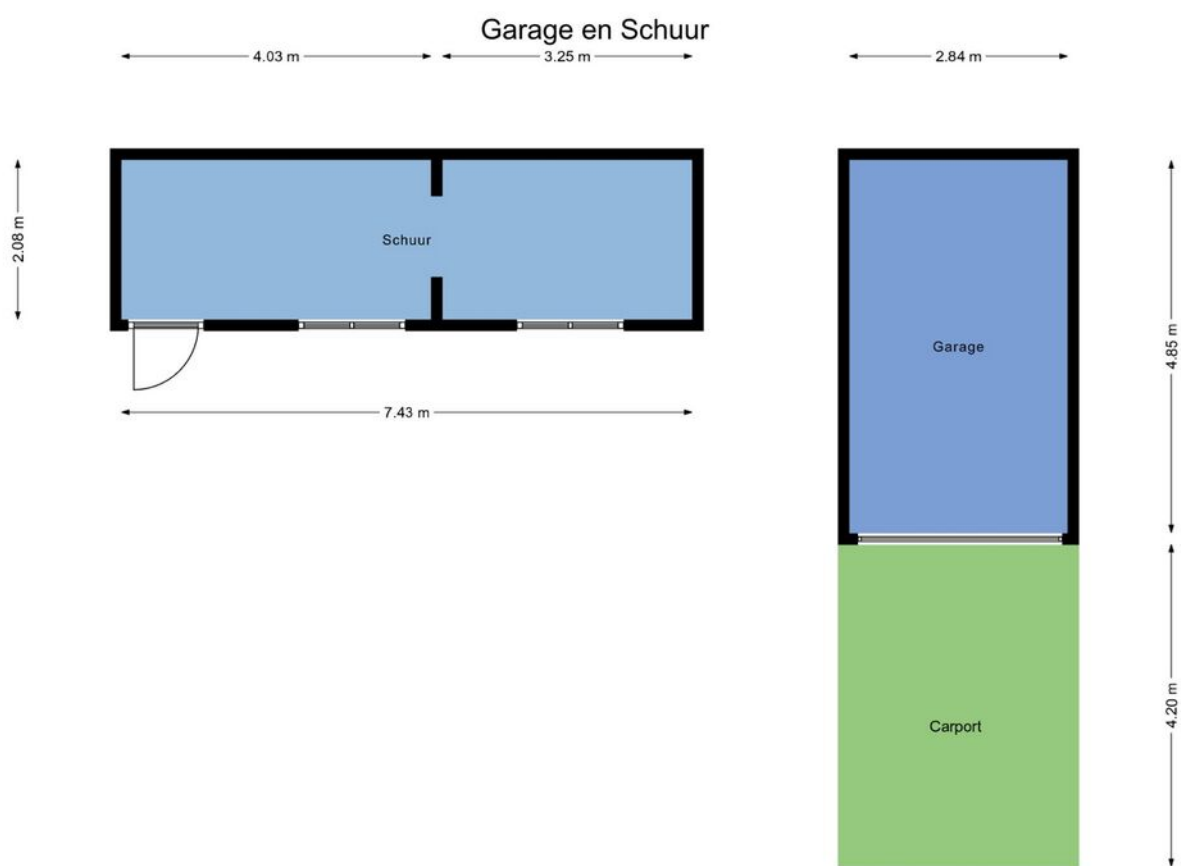 Garage en Schuur
4.03 m
3.25 m
2.84 m
2.08 m
Schuur
Garage
4.85 m
7.43 m
Carport
4.20 m